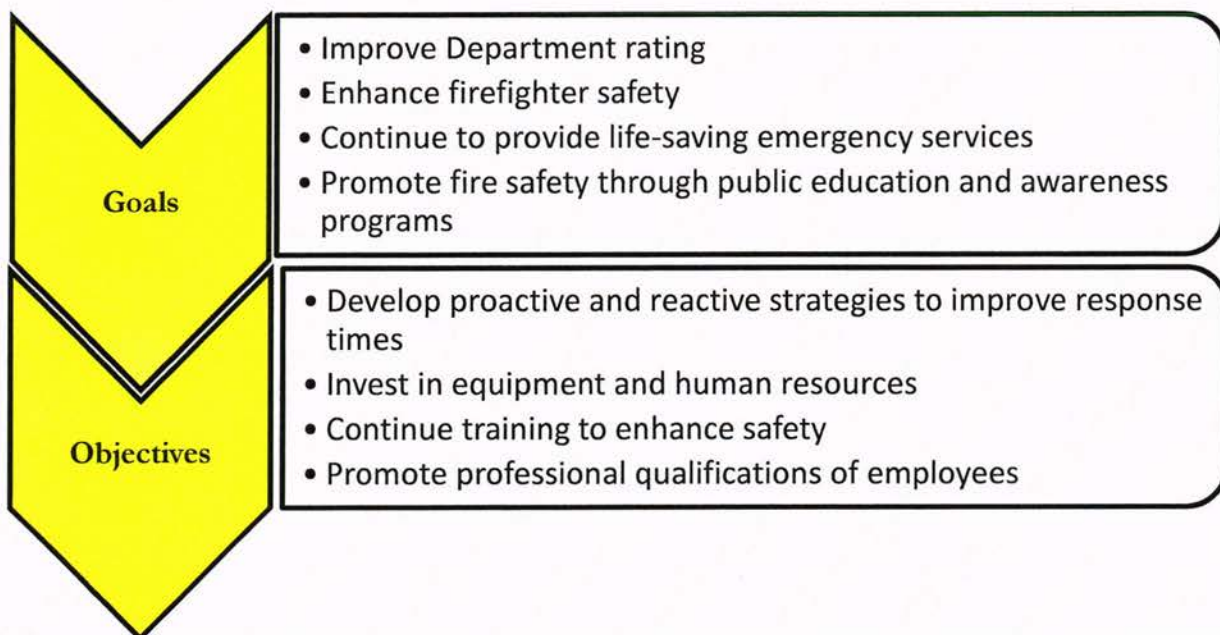 Goals
• Improve Department rating
• Enhance firefighter safety
• Continue to provide life-saving emergency services
• Promote fire safety through public education and awareness
programs
Objectives
• Develop proactive and reactive strategies to improve response
times
• Invest in equipment and human resources
• Continue training to enhance safety
• Promote professional qualifications of employees